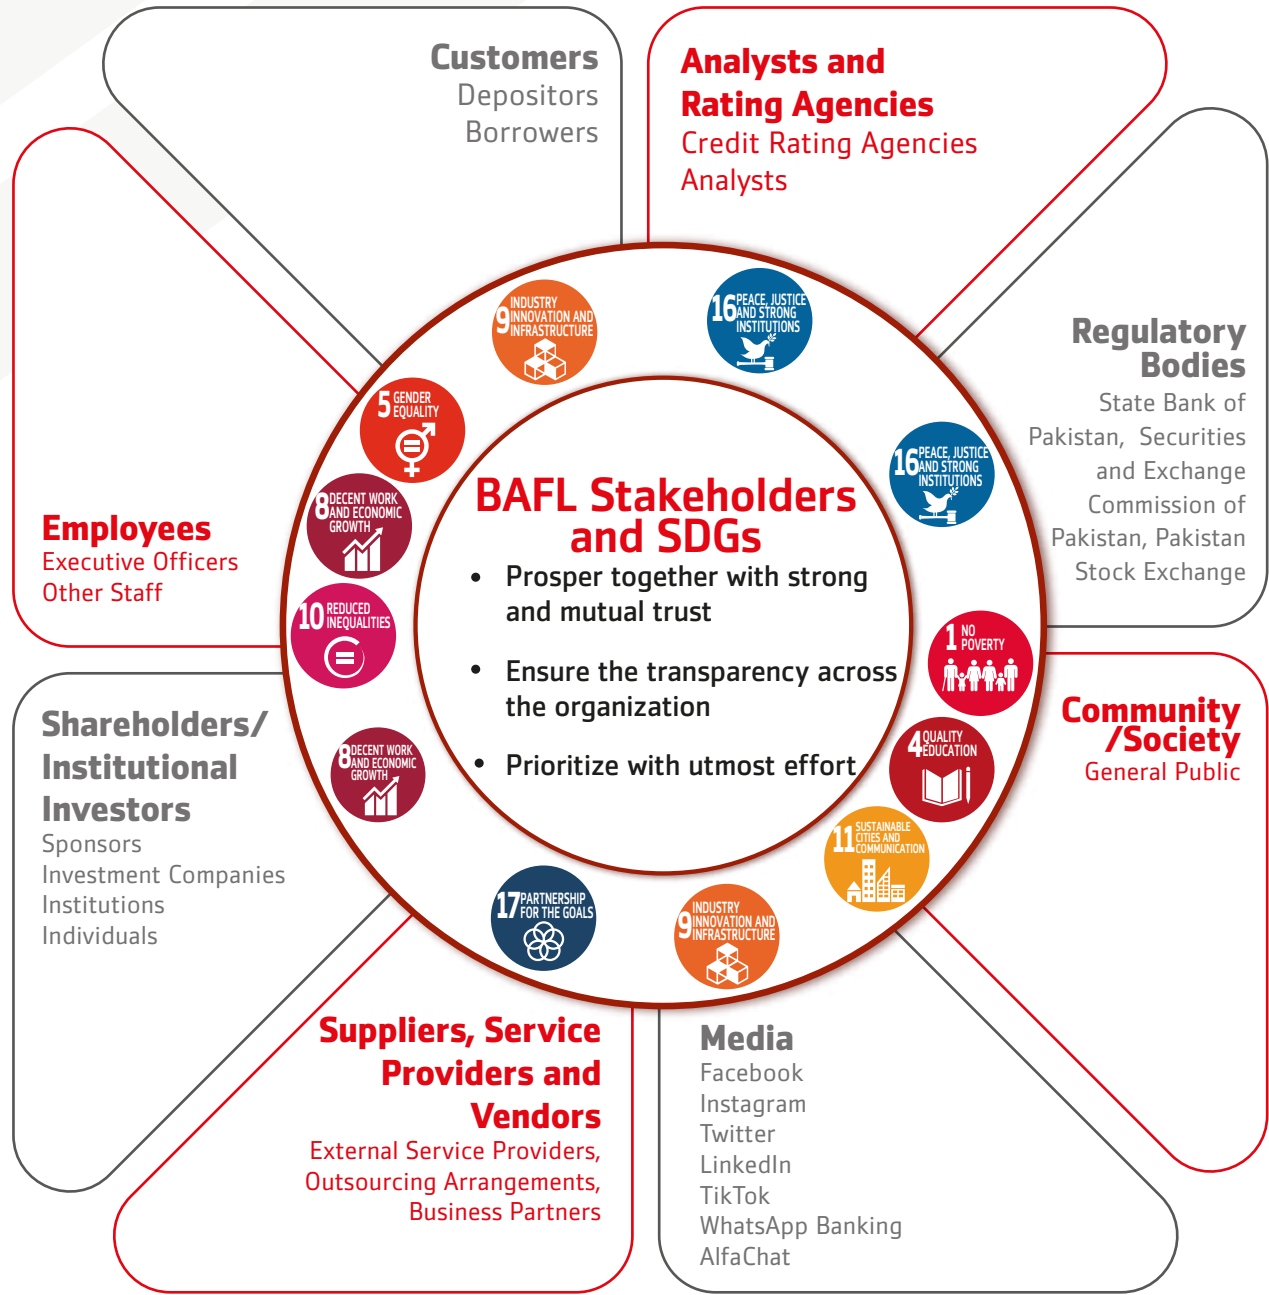 Customers
Depositors
Borrowers
Analysts and
Rating Agencies
Credit Rating Agencies
Analysts
Regulatory
Bodies
State Bank of
Pakistan, Securities
and Exchange
Commission of
Pakistan, Pakistan
Stock Exchange
Employees
Executive Officers
Other Staff
9 INDUSTRY
INNOVATION AND
INFRASTRUCTURE
16 PEACE, JUSTICE
AND STRONG
INSTITUTIONS
5 GENDER
EQUALITY
16 PEACE, JUSTICE
AND STRONG
INSTITUTIONS
8 DECENT WORK
AND ECONOMIC
GROWTH
10 REDUCED
INEQUALITIES
1 NO
POVERTY
8 DECENT WORK
AND ECONOMIC
GROWTH
4 QUALITY
EDUCATION
11 SUSTAINABLE
CITIES AND
COMMUNICATION
17 PARTNERSHIP
FOR THE GOALS
9 INDUSTRY
INNOVATION AND
INFRASTRUCTURE
BAFL Stakeholders
and SDGs
• Prosper together with strong
and mutual trust
• Ensure the transparency across
the organization
• Prioritize with utmost effort
Community
/Society
General Public
Shareholders/
Institutional
Investors
Sponsors
Investment Companies
Institutions
Individuals
Suppliers, Service
Providers and
Vendors
External Service Providers,
Outsourcing Arrangements,
Business Partners
Media
Facebook
Instagram
Twitter
LinkedIn
TikTok
WhatsApp Banking
AlfaChat